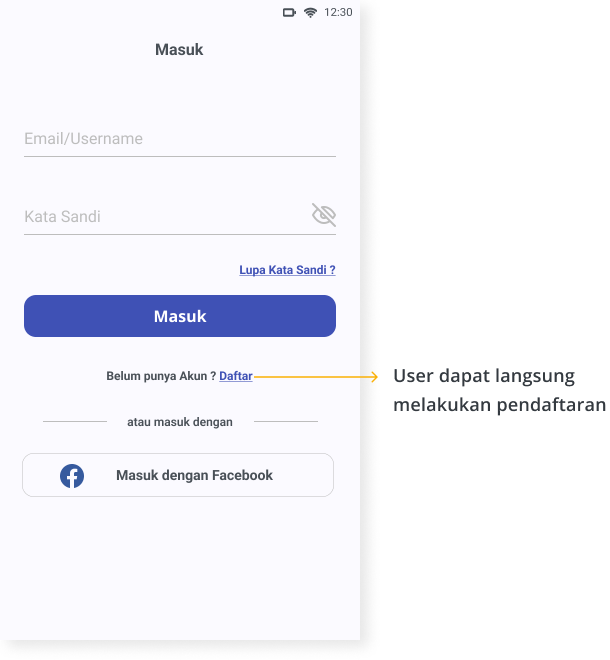 12:30
Masuk
Email/Username
Kata Sandi
Lupa Kata Sandi ?
Masuk
Belum punya Akun ? Daftar
User dapat langsung
melakukan pendaftaran
atau masuk dengan
Masuk dengan Facebook